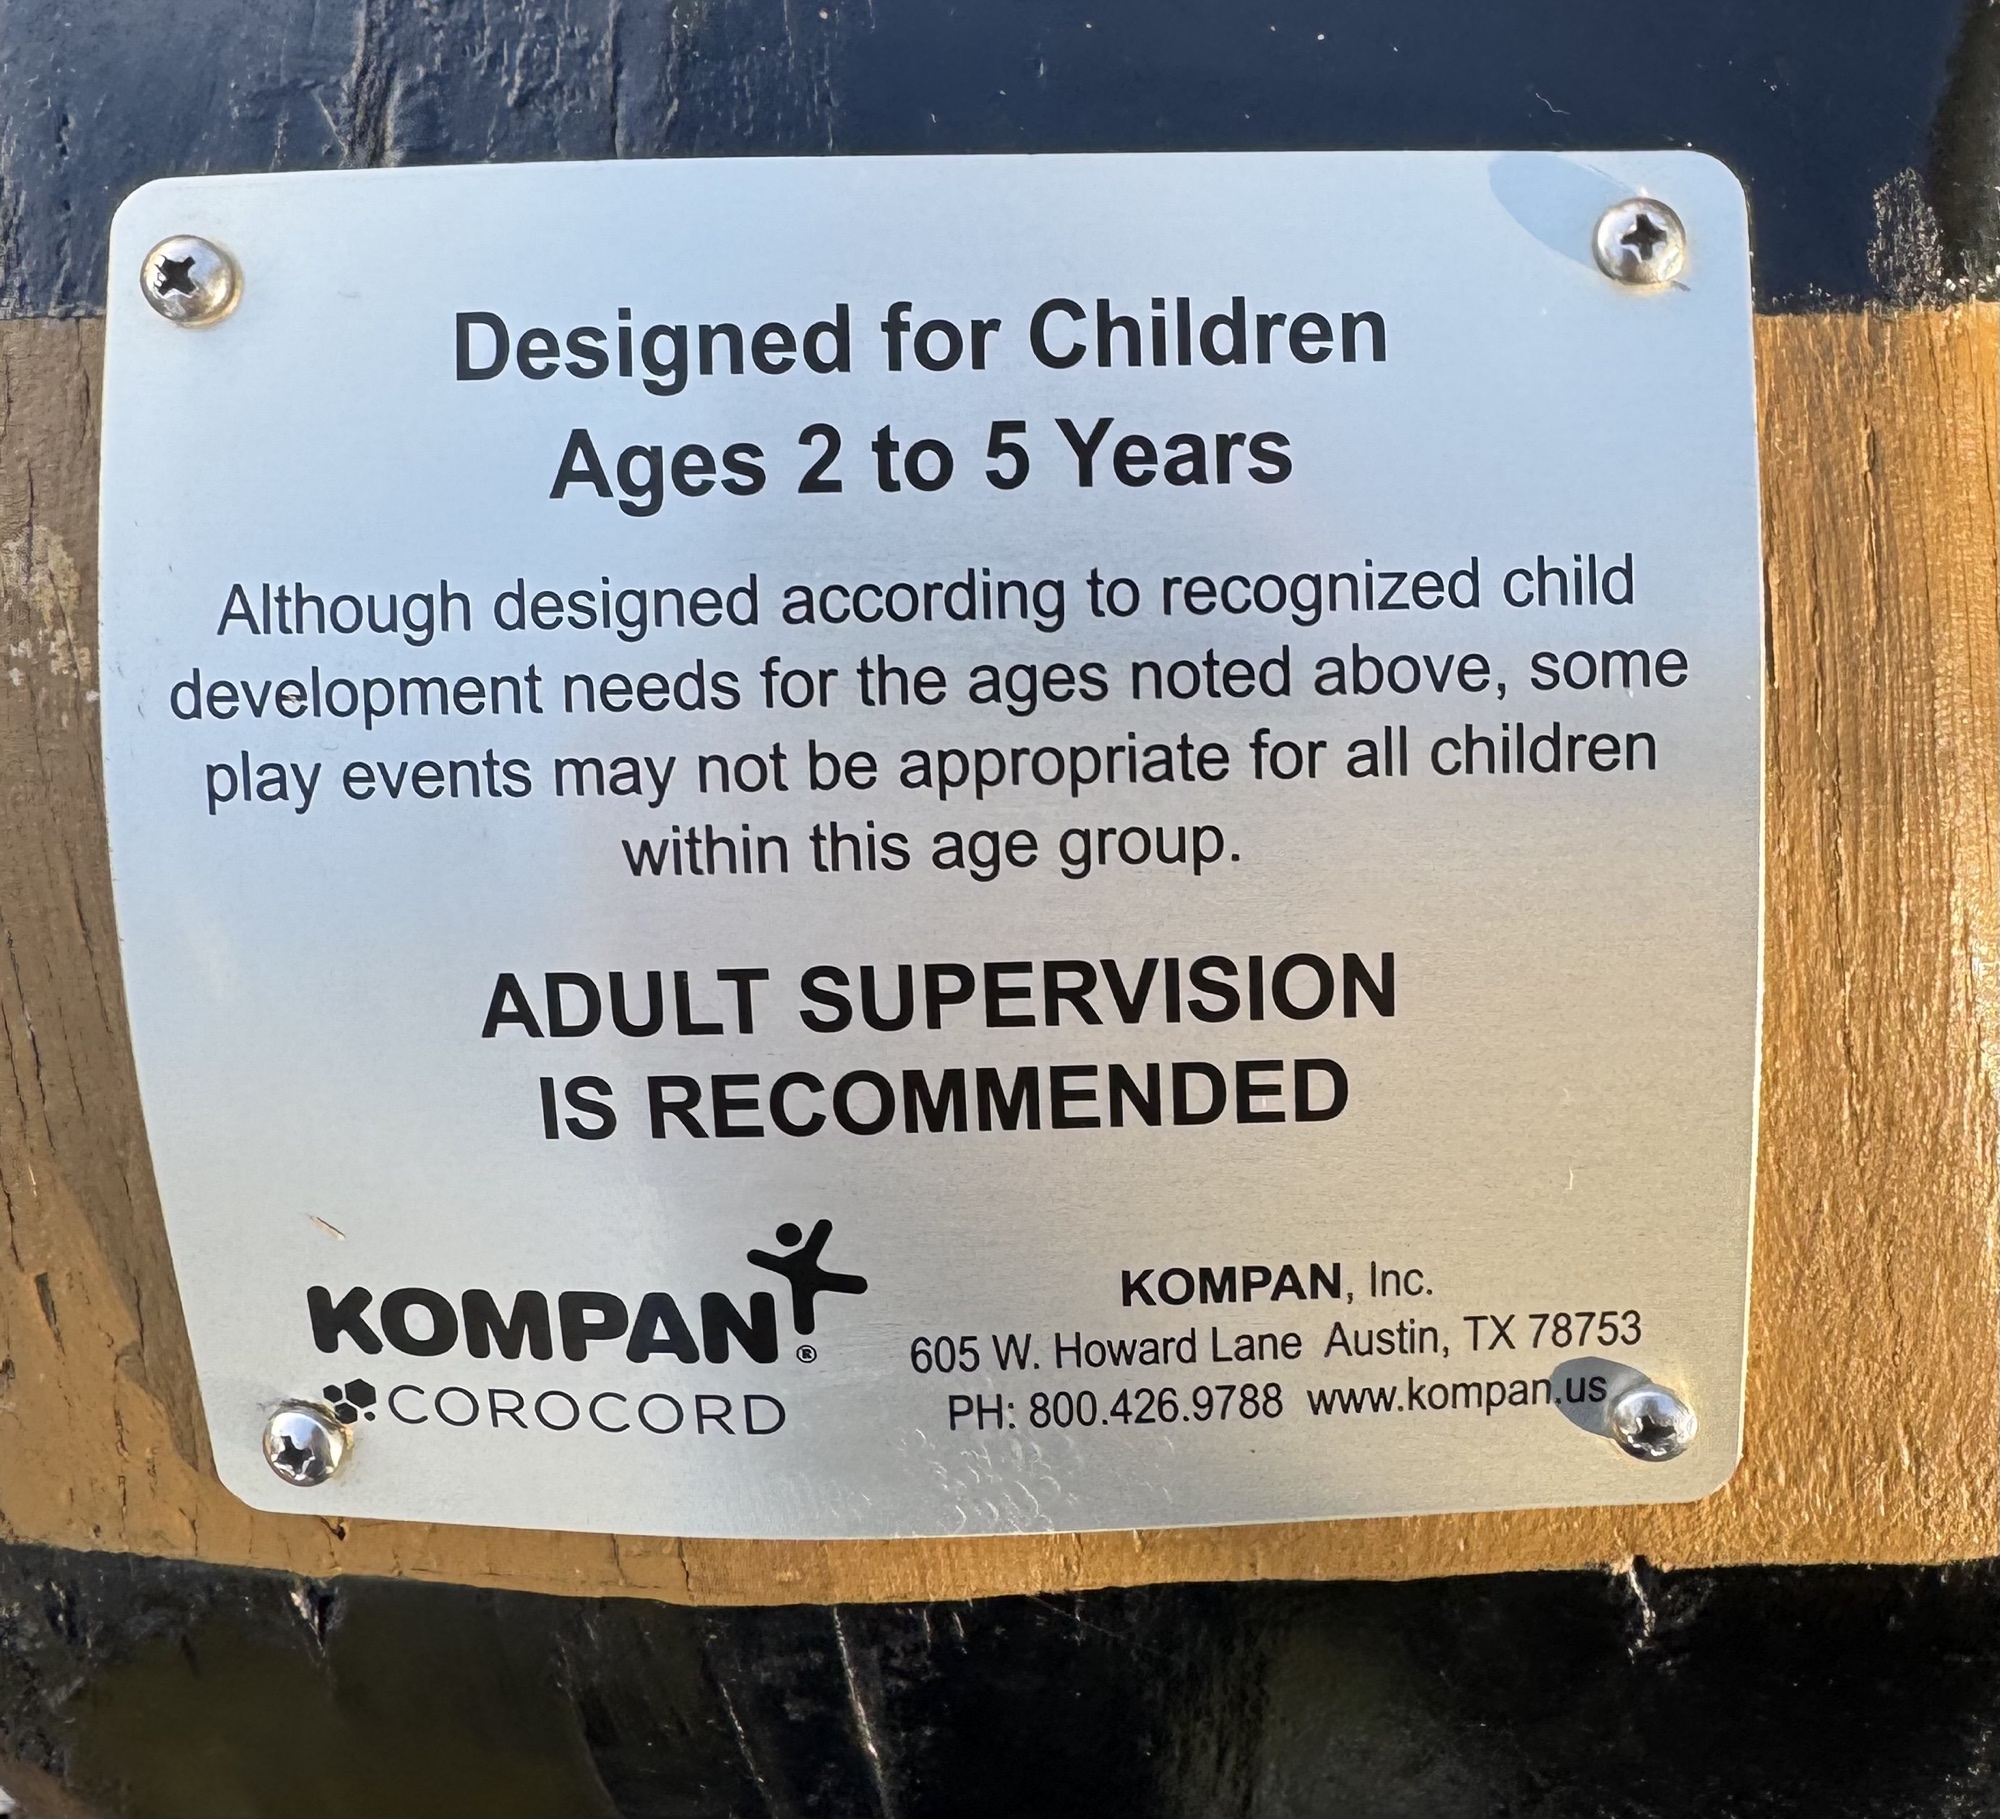 Designed for Children
Ages 2 to 5 Years
Although designed according to recognized child
development needs for the ages noted above, some
play events may not be appropriate for all children
within this age group.
ADULT SUPERVISION
IS RECOMMENDED
KOMPAN®
COROCORD
KOMPAN, Inc.
605 W. Howard Lane Austin, TX 78753
PH: 800.426.9788 www.kompan.us